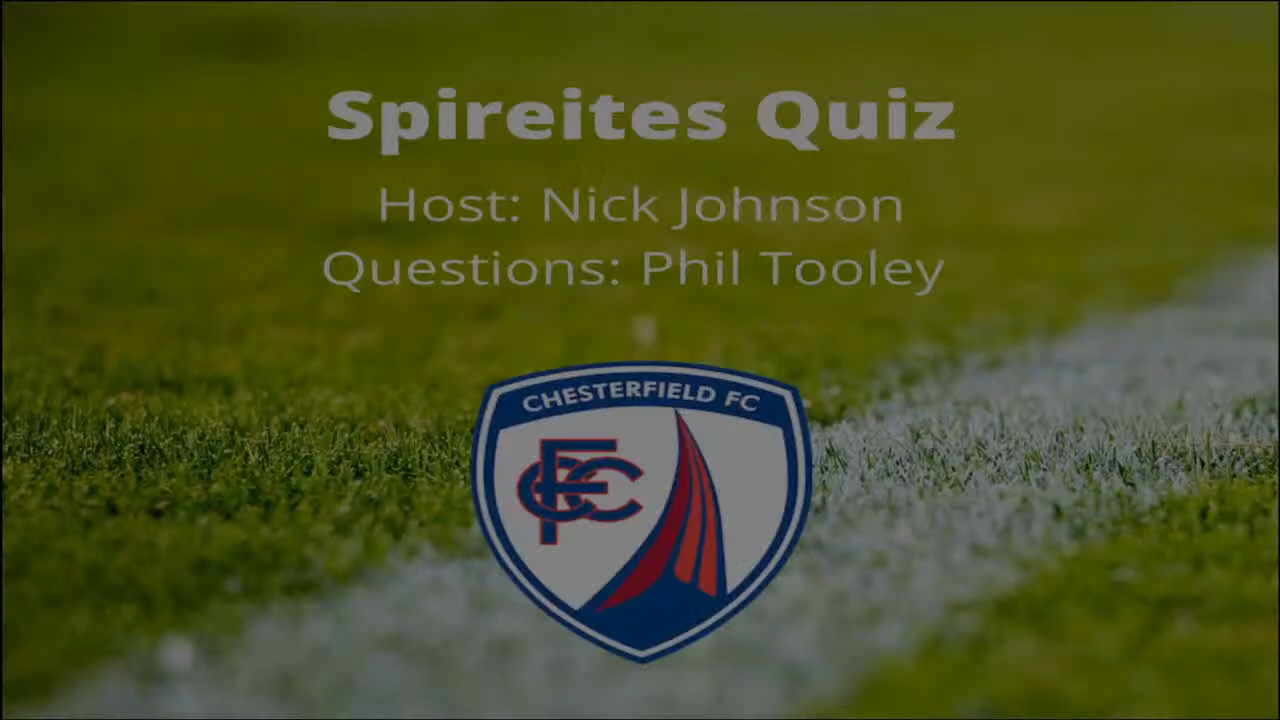 Spireites Quiz
Host: Nick Johnson
Questions: Phil Tooley
CHESTERFIELD FC
CFC